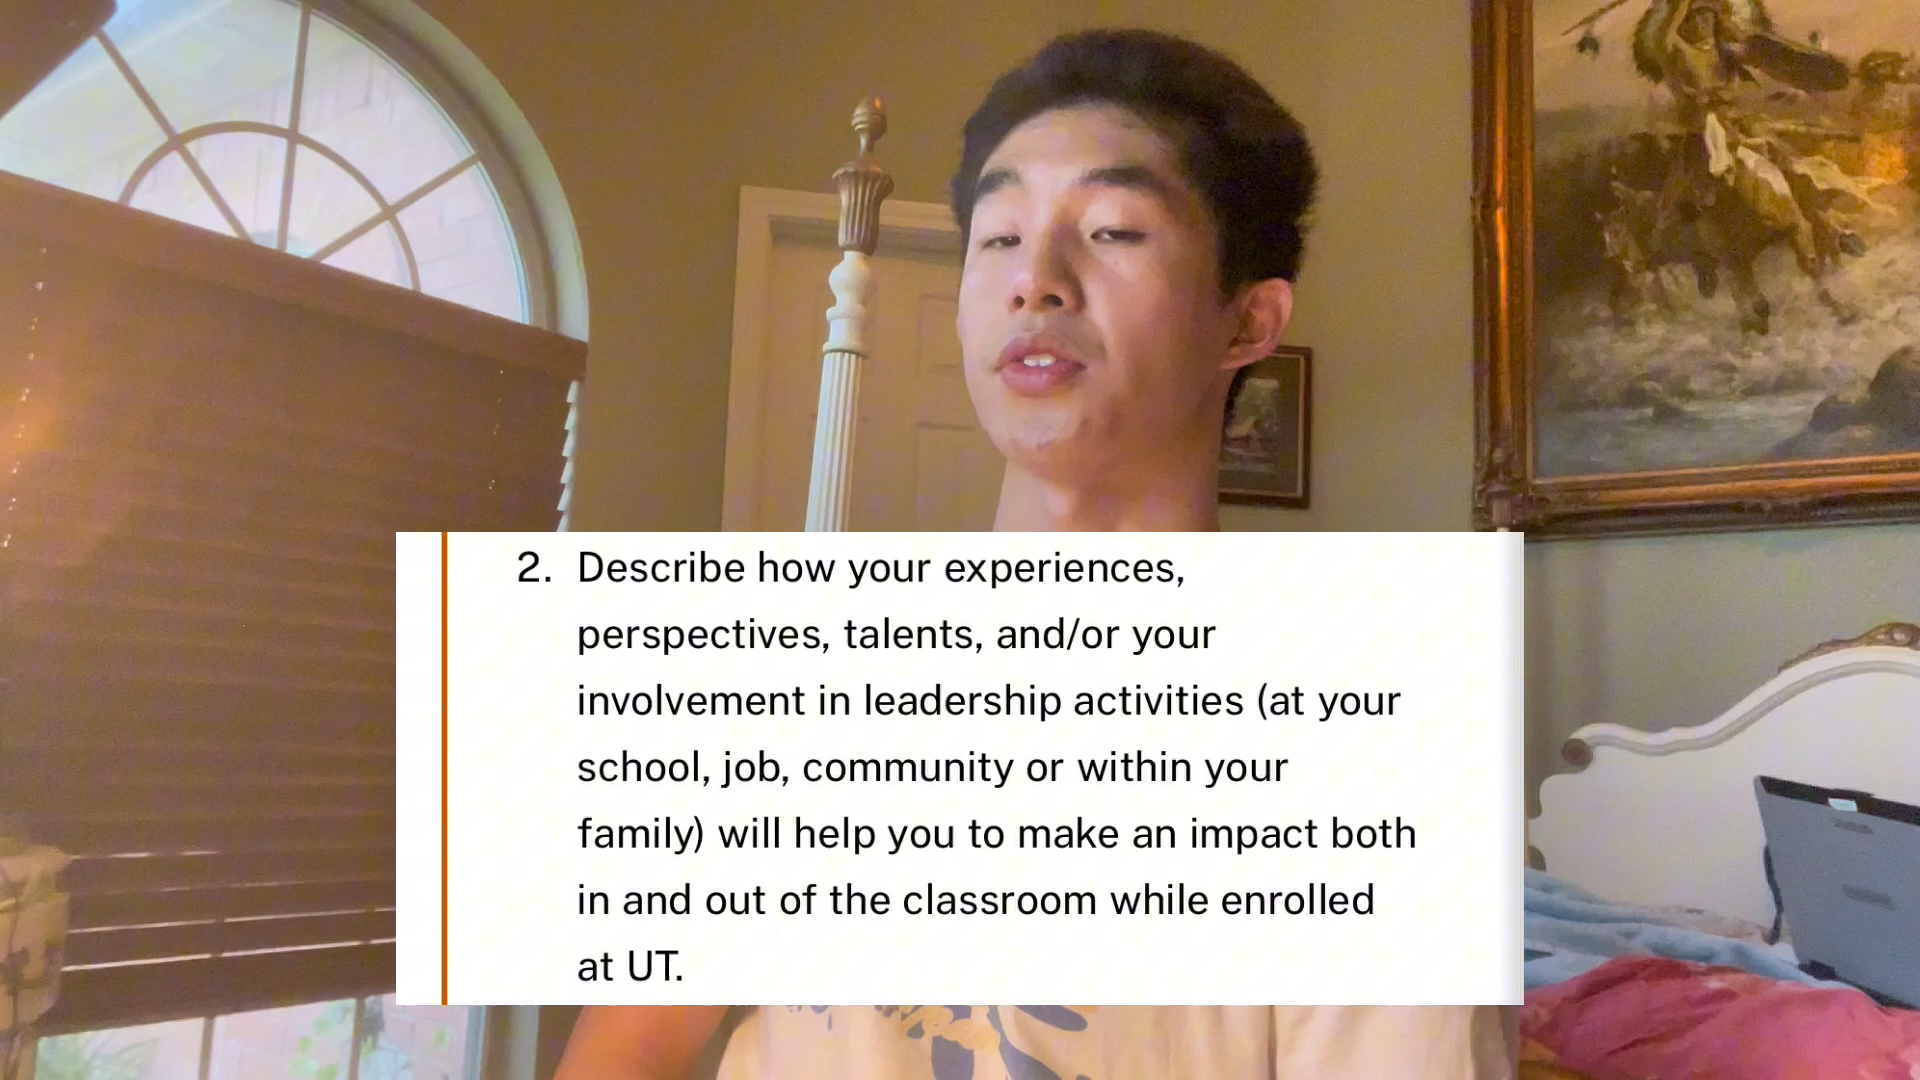 2. Describe how your experiences,
perspectives, talents, and/or your
involvement in leadership activities (at your
school, job, community or within your
family) will help you to make an impact both
in and out of the classroom while enrolled
at UT.